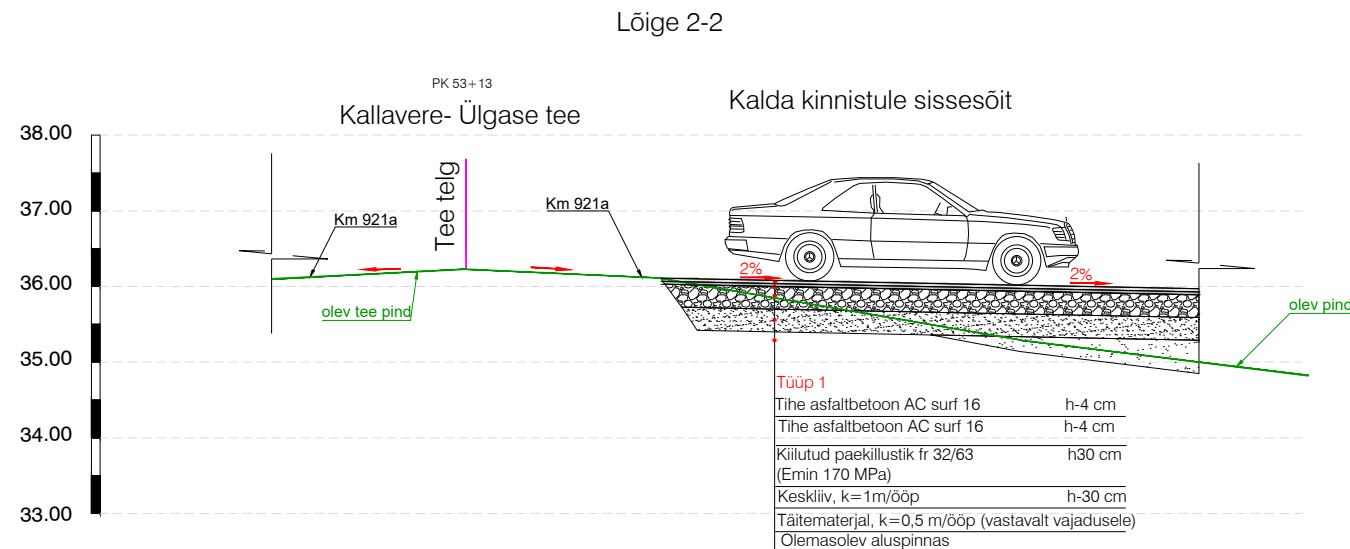 Lõige 2-2
PK 53+13
Kallavere- Ülgase tee
Kalda kinnistule sissesõit
38.00
37.00
36.00
35.00
34.00
33.00
Km 921a
Tee telg
Km 921a
2%
2%
olev tee pind
olev pind
Tüüp 1
Tihe asfaltbetoon AC surf 16 h-4 cm
Tihe asfaltbetoon AC surf 16 h-4 cm
Kiilutud paekillustik fr 32/63 h30 cm
(Emin 170 MPa)
Keskliiv, k=1m/ööp h-30 cm
Täitematerjal, k=0,5 m/ööp (vastavalt vajadusele)
Olemasolev aluspinnas